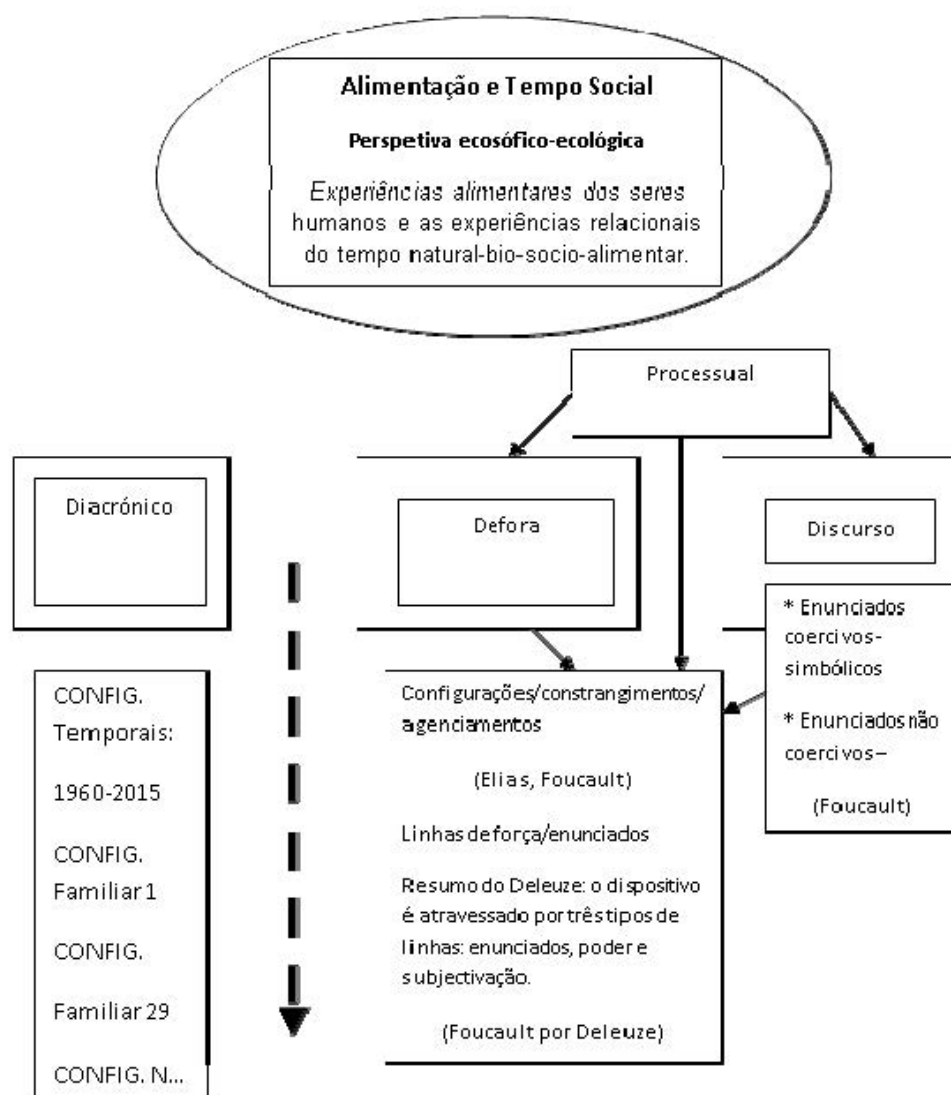 Alimentação e Tempo Social
Perspetiva ecosófico-ecológica
Experiências alimentares dos seres
humanos e as experiências relacionais
do tempo natural-bio-socio-alimentar.
Processual
Diacrónico
Defora
Discurso
CONFIG.
Temporais:
1960-2015
CONFIG.
Familiar 1
CONFIG.
Familiar 29
CONFIG. N...
Configurações/constrangimentos/
agenciamentos
(Elias, Foucault)
Linhas de força/enunciados
Resumo do Deleuze: o dispositivo
é atravessado por três tipos de
linhas: enunciados, poder e
subjectivação.
(Foucault por Deleuze)
* Enunciados
coercivos-
simbólicos
* Enunciados não
coercivos–
(Foucault)